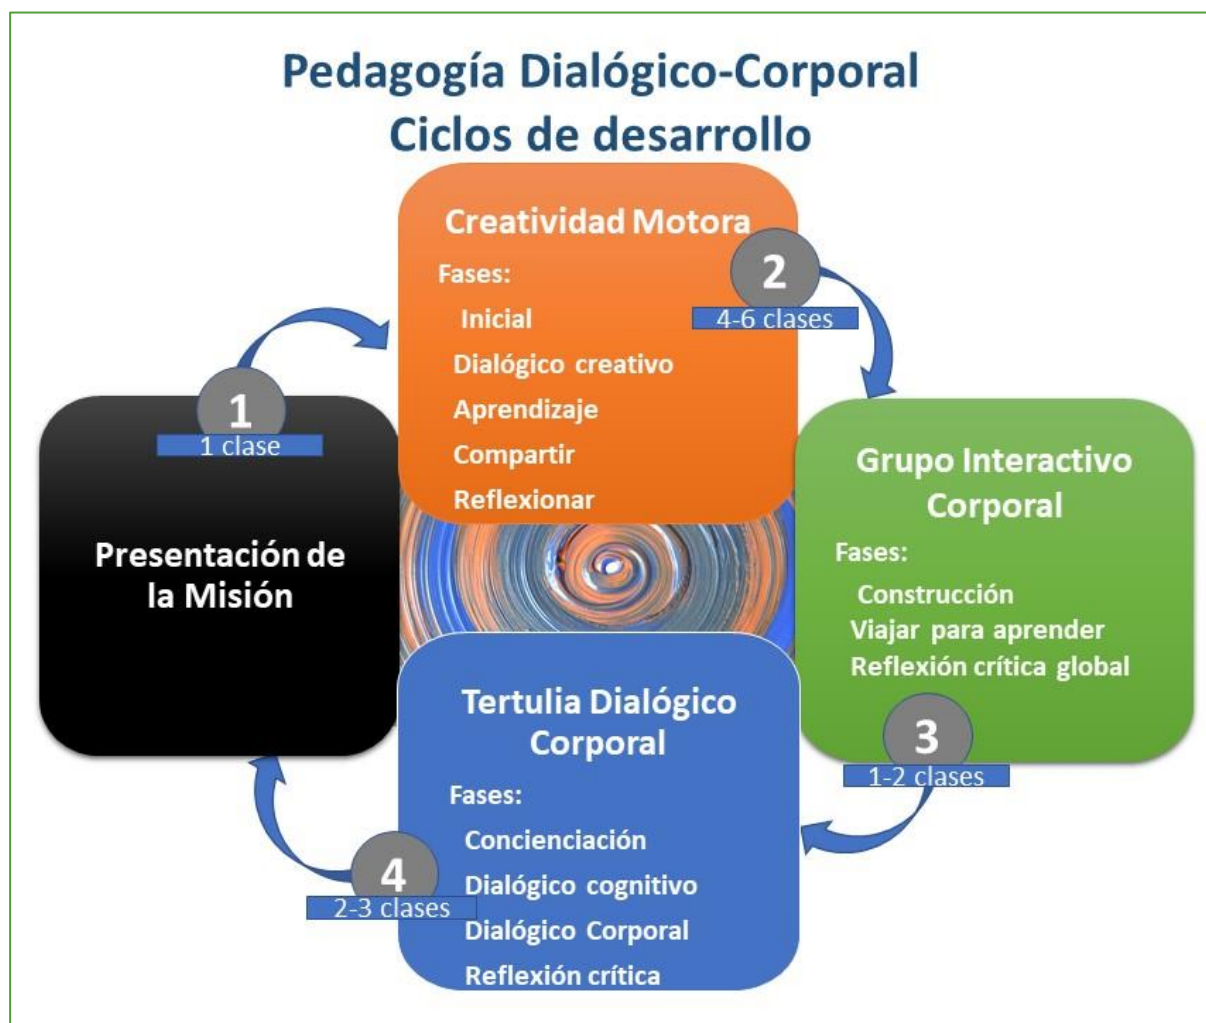 Pedagogía Dialógico-Corporal
Ciclos de desarrollo
1
1 clase
Presentación de
la Misión
Creatividad Motora
Fases:
Inicial
Dialógico creativo
Aprendizaje
Compartir
Reflexionar
2
4-6 clases
Grupo Interactivo
Corporal
Fases:
Construcción
Viajar para aprender
Reflexión crítica global
3
1-2 clases
Tertulia Dialógico
Corporal
Fases:
Concienciación
Dialógico cognitivo
Dialógico Corporal
Reflexión crítica
4
2-3 clases